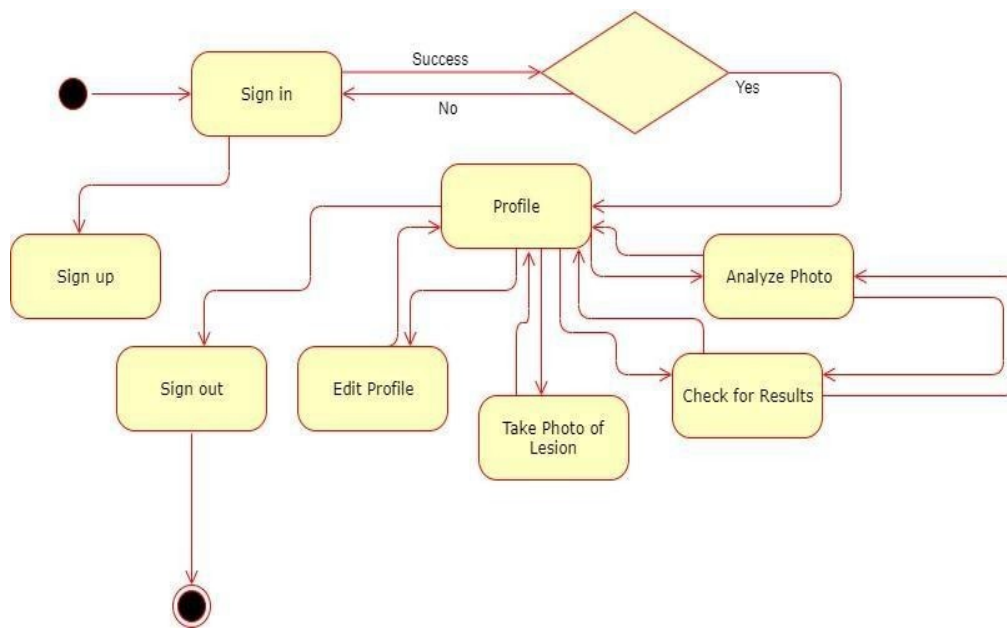 Success
Sign in
No
Yes
Profile
Sign up
Analyze Photo
Sign out
Edit Profile
Check for Results
Take Photo of
Lesion